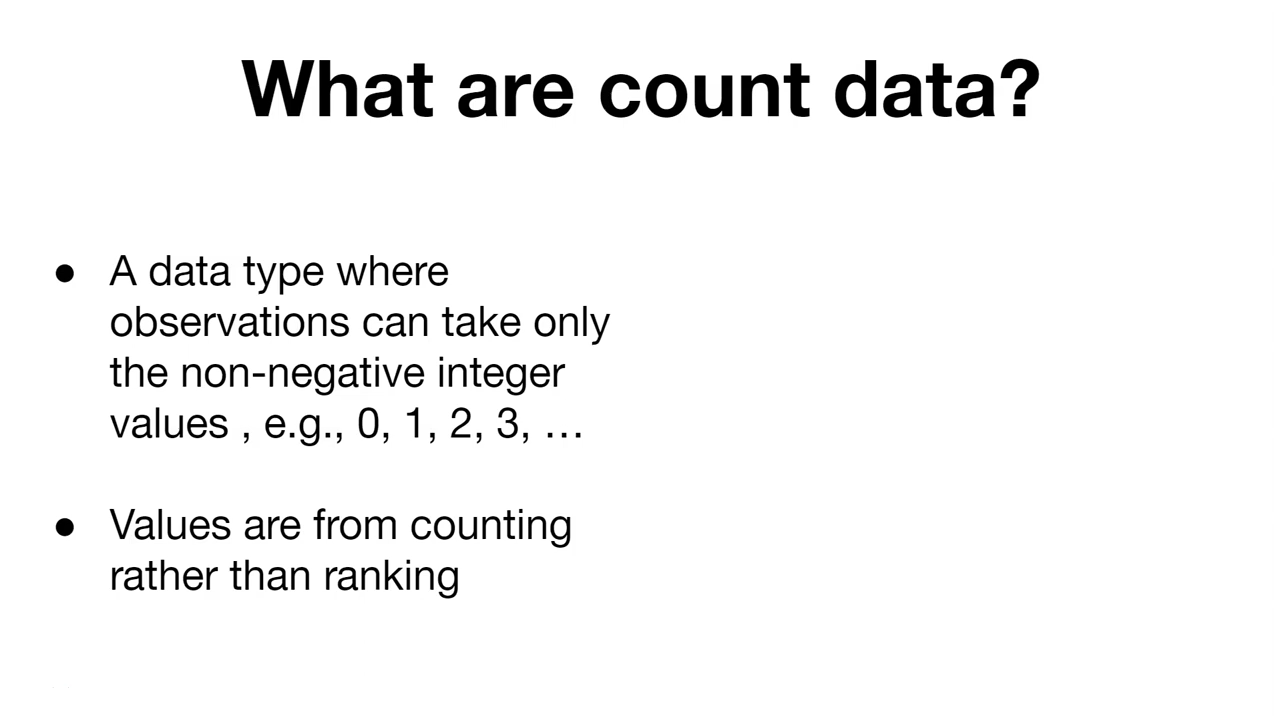 What are count data?
● A data type where
observations can take only
the non-negative integer
values , e.g., 0, 1, 2, 3, …
● Values are from counting
rather than ranking